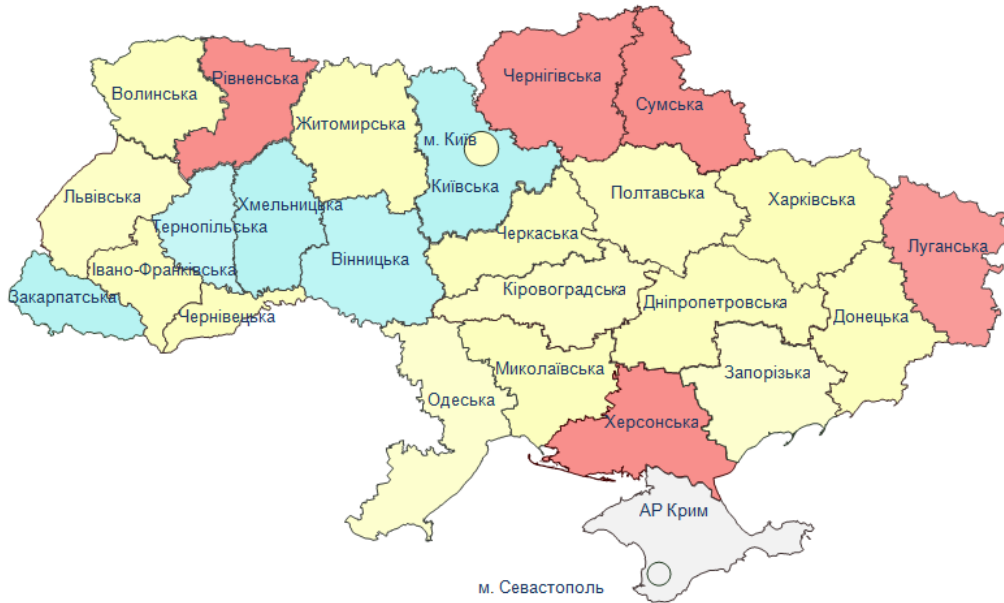 Чернігівська
Рівненська
Волинська
Сумська
Житомирська
м. Київ
Київська
Полтавська
Львівська
Харківська
Хмельницька
Тернопільська
Черкаська
Луганська
Вінницька
Івано-Франківська
Кіровоградська
Закарпатська
Дніпропетровська
Чернівецька
Донецька
Миколаївська
Запорізька
Одеська
Херсонська
АР Крим
м. Севастополь